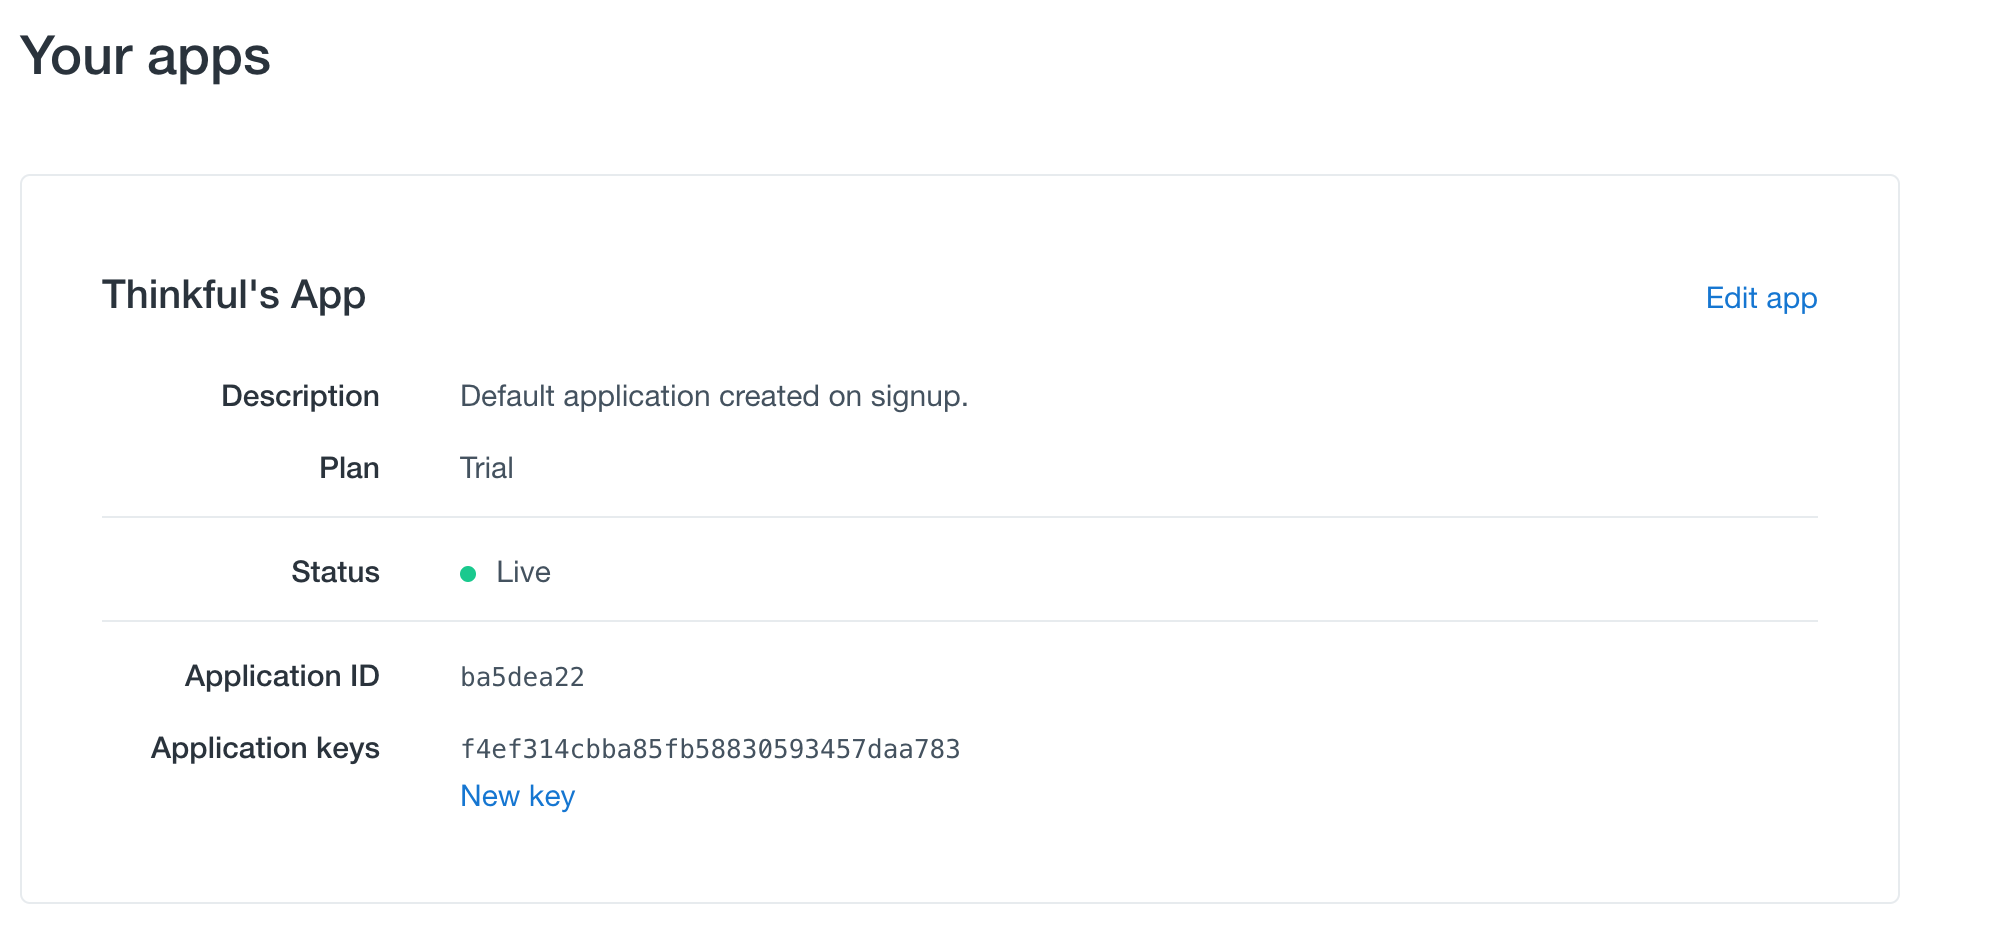 Your apps
Thinkful's App
Edit app
Description Default application created on signup.
Plan Trial
Status Live
Application ID ba5dea22
Application keys f4ef314cbba85fb58830593457daa783
New key